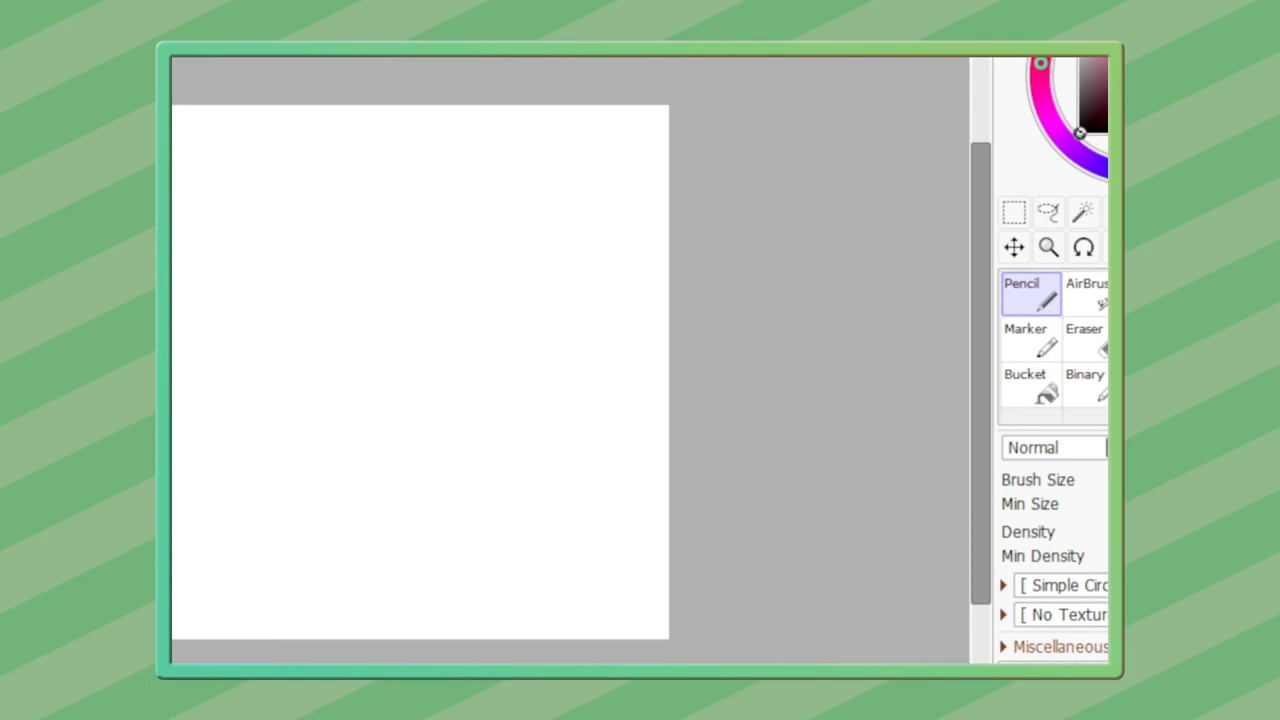 Pencil AirBrus
Marker Eraser
Bucket Binary
Normal
Brush Size
Min Size
Density
Min Density
[ Simple Circ
[ No Textur
Miscellaneous